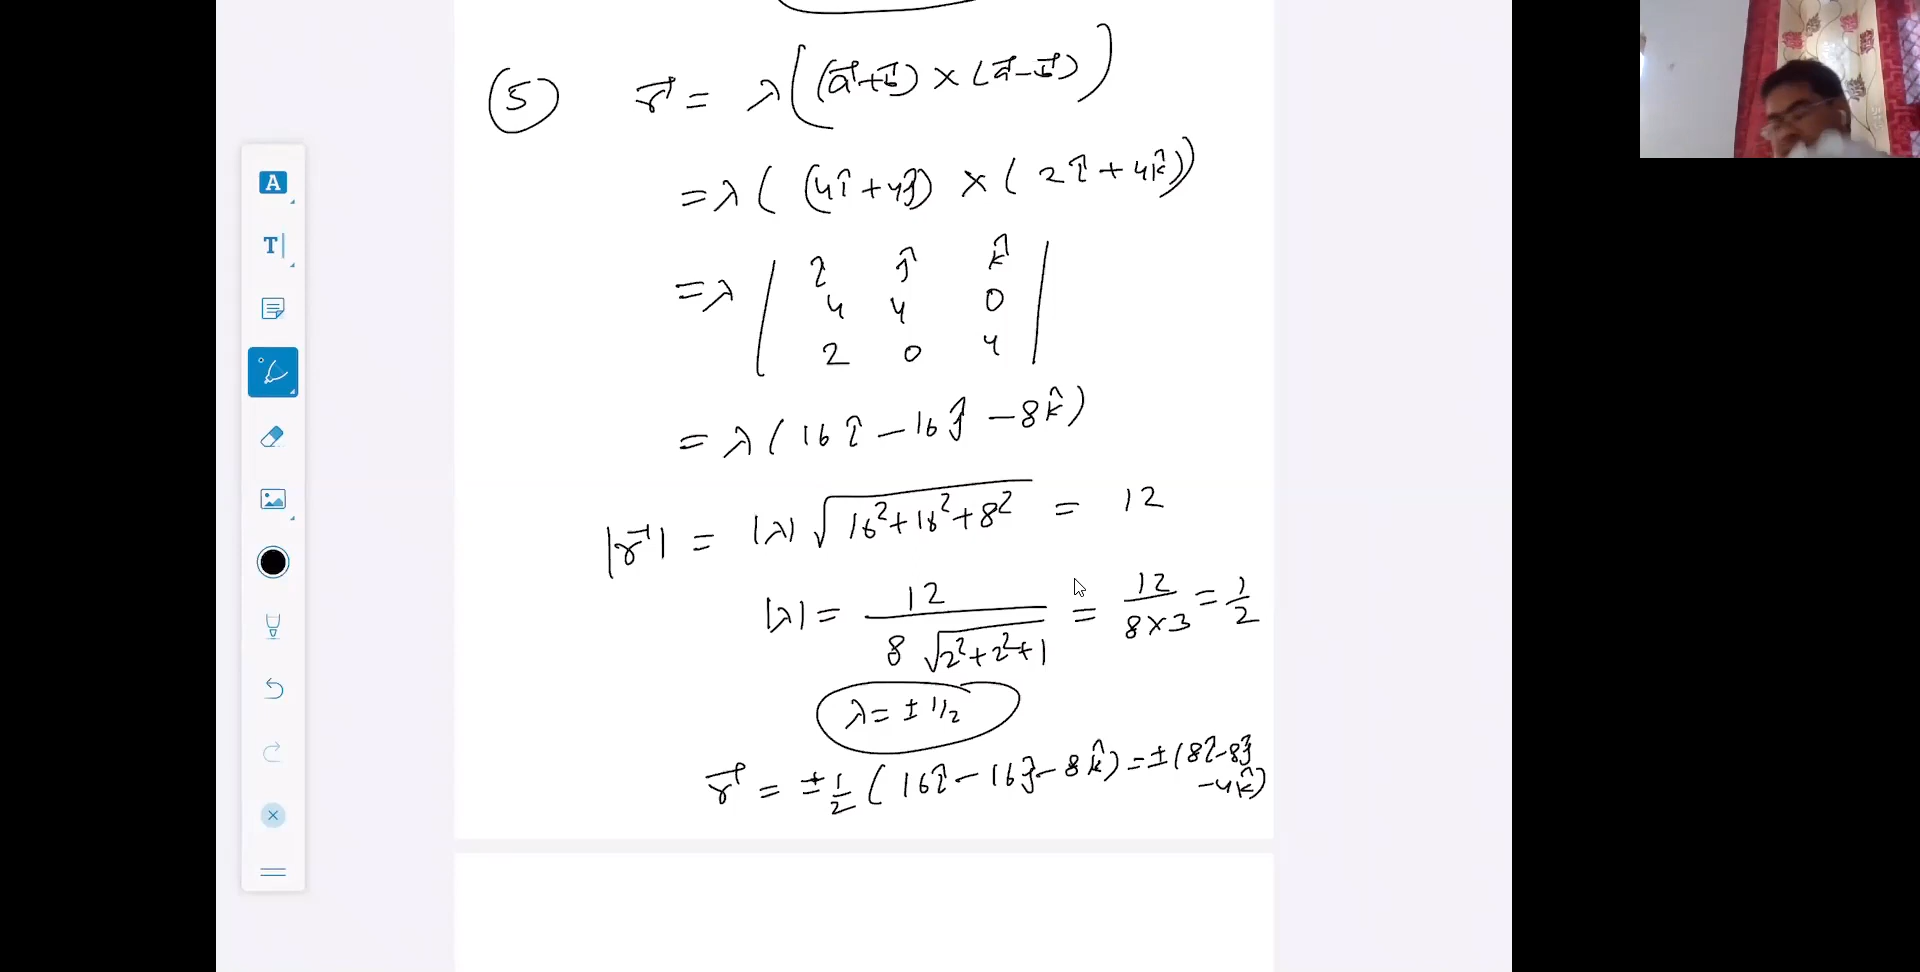 (5) r⃗ = λ((a⃗+b⃗) × (a⃗-b⃗))
= λ((4î+4ĵ) × (2î+4k̂))
= λ | î ĵ k̂
4 4 0
2 0 4 |
= λ(16î - 16ĵ - 8k̂)
|r⃗| = |λ| √(16²+16²+8²) = 12
|λ| = 12 / (8 √(2²+2²+1)) = 12 / (8×3) = 1/2
λ = ± 1/2
r⃗ = ± 1/2 (16î - 16ĵ - 8k̂) = ±(8î-8ĵ
-4k̂)
A
T